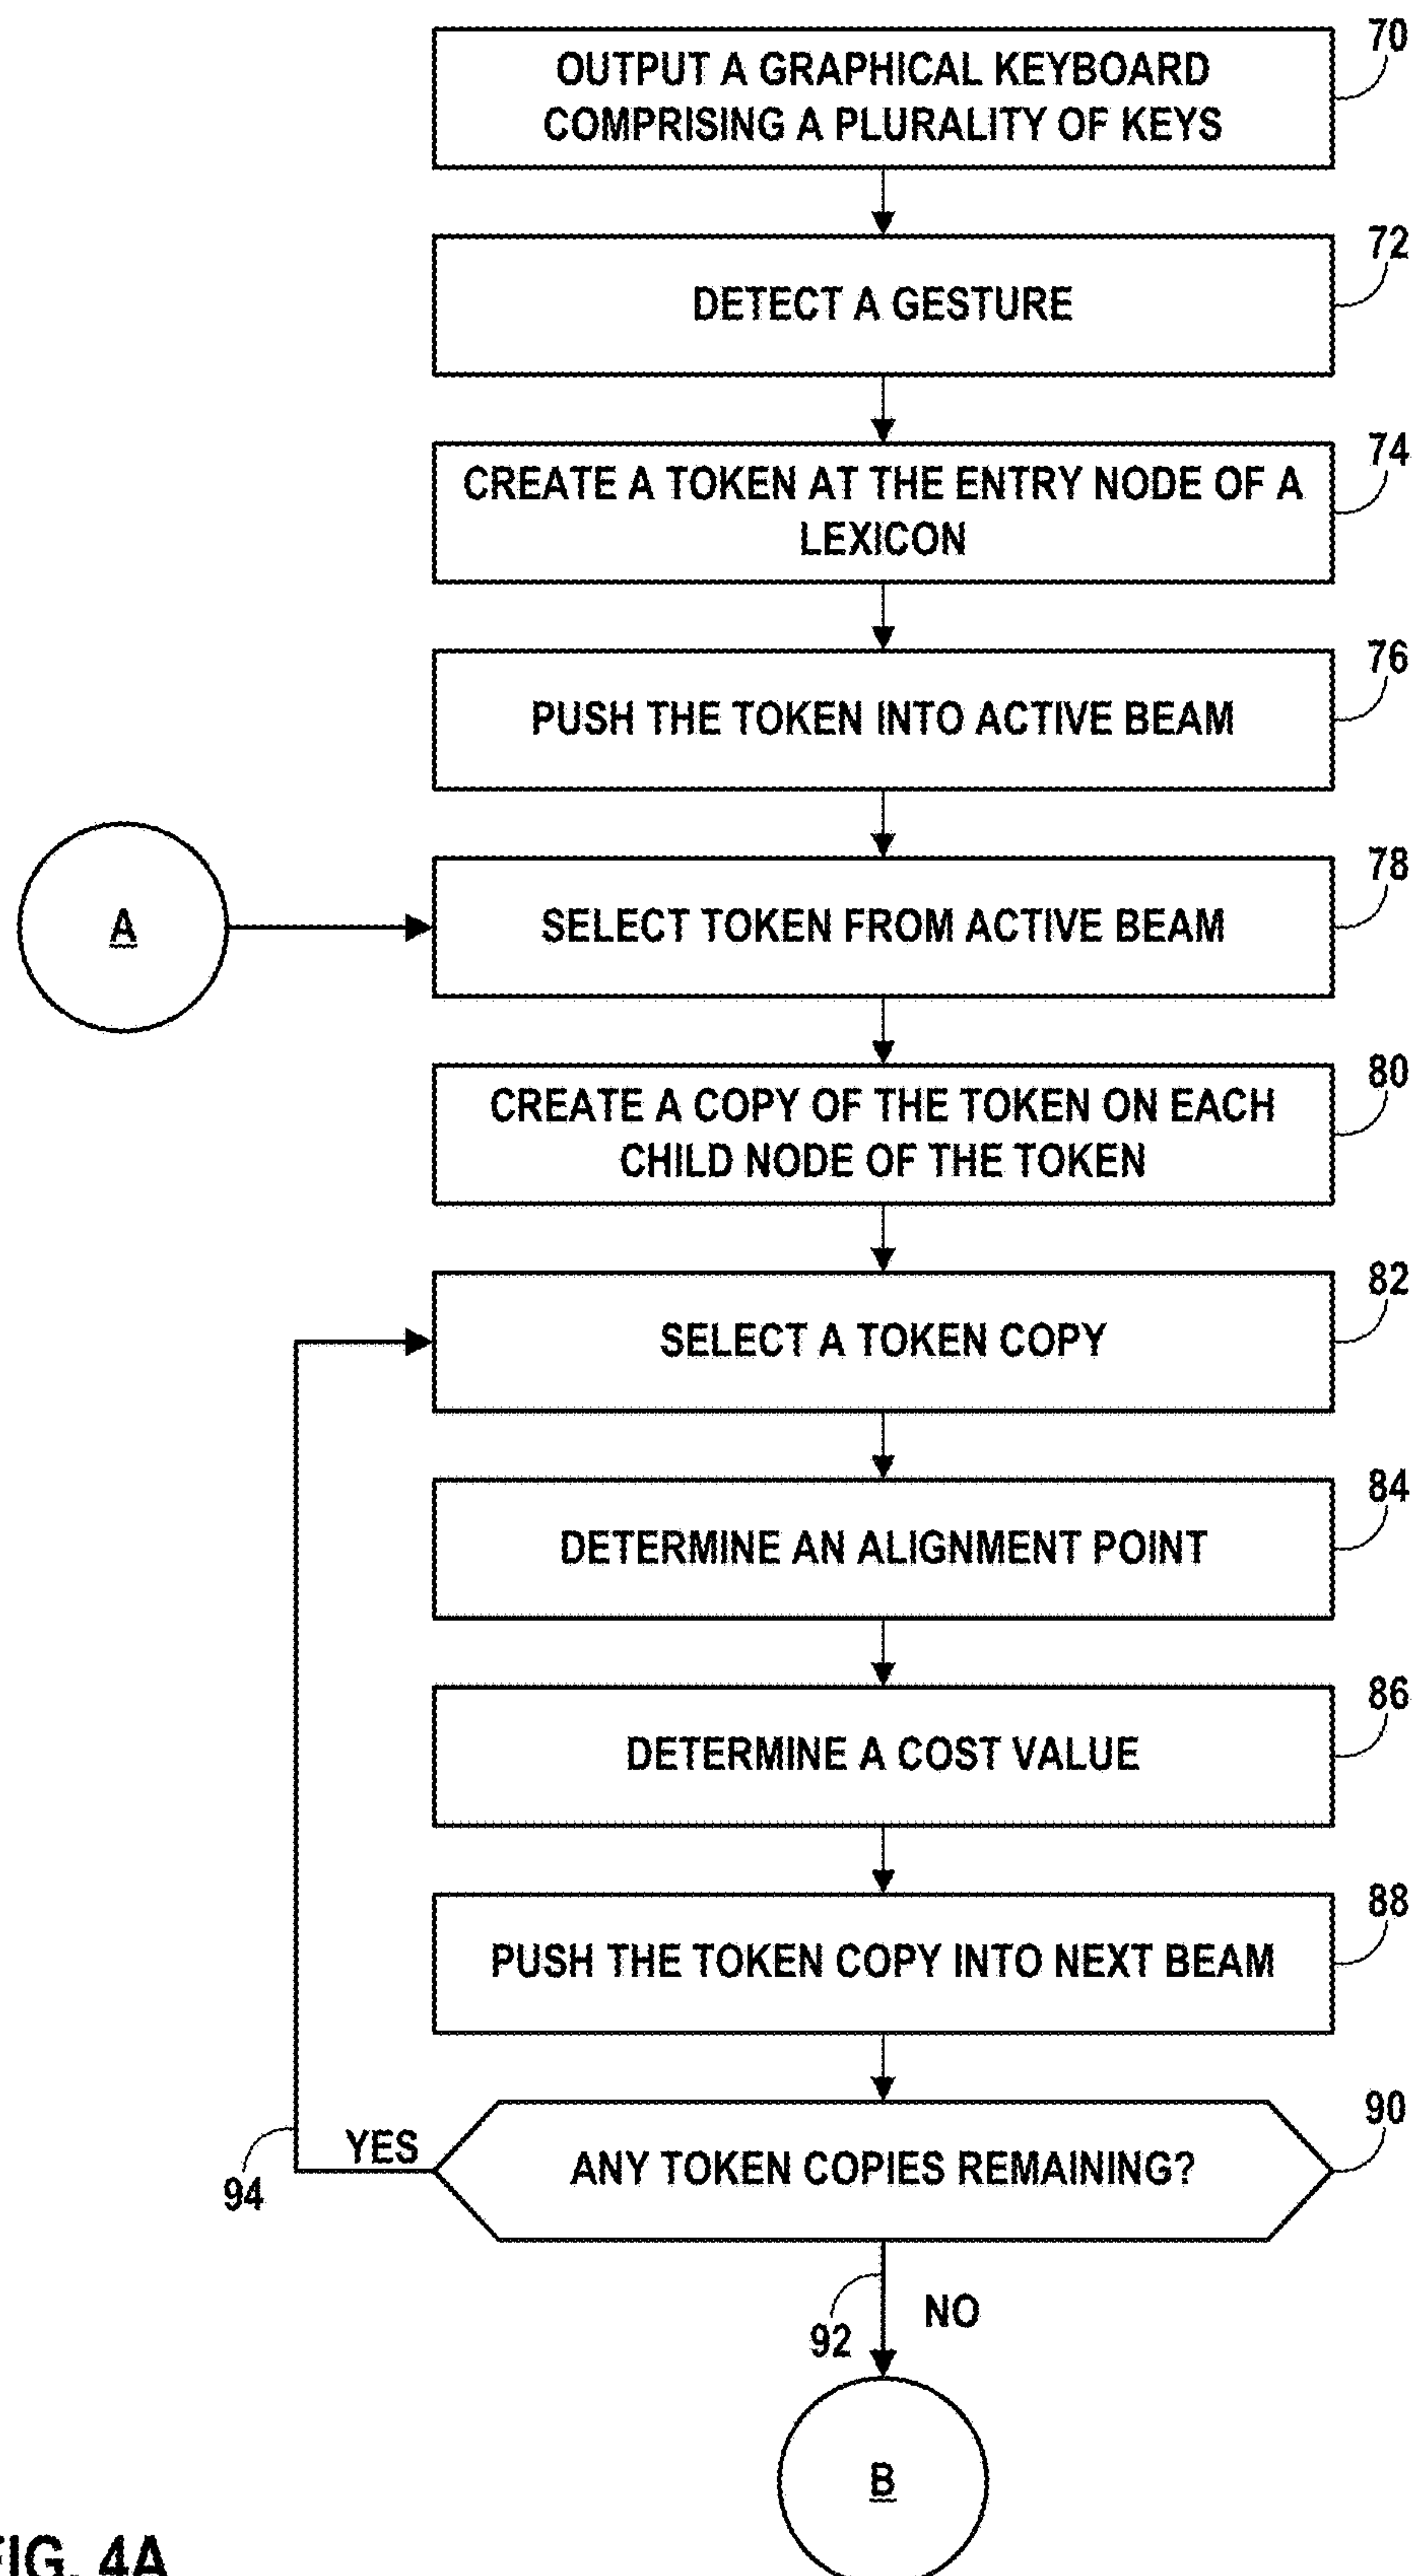 70
OUTPUT A GRAPHICAL KEYBOARD
COMPRISING A PLURALITY OF KEYS
72
DETECT A GESTURE
74
CREATE A TOKEN AT THE ENTRY NODE OF A
LEXICON
76
PUSH THE TOKEN INTO ACTIVE BEAM
78
A
SELECT TOKEN FROM ACTIVE BEAM
80
CREATE A COPY OF THE TOKEN ON EACH
CHILD NODE OF THE TOKEN
82
SELECT A TOKEN COPY
84
DETERMINE AN ALIGNMENT POINT
86
DETERMINE A COST VALUE
88
PUSH THE TOKEN COPY INTO NEXT BEAM
90
YES
ANY TOKEN COPIES REMAINING?
94
NO
92
B
FIG. 4A